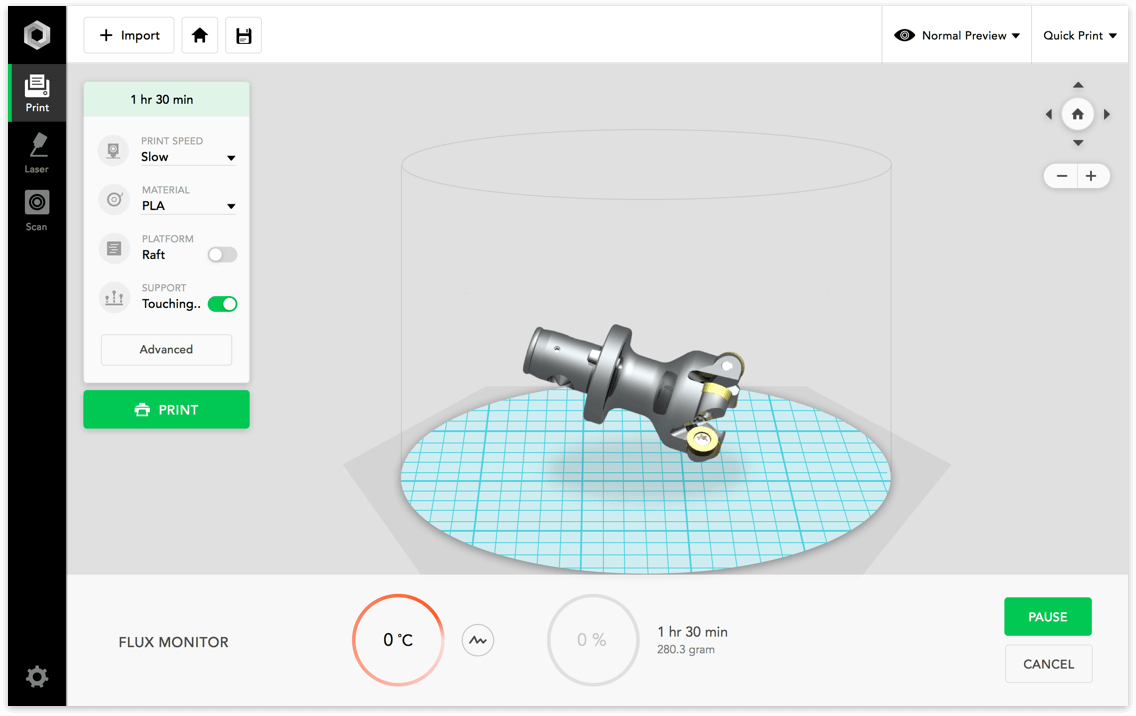 Import
Normal Preview
Quick Print
Print
Laser
Scan
1 hr 30 min
PRINT SPEED
Slow
MATERIAL
PLA
PLATFORM
Raft
SUPPORT
Touching..
Advanced
PRINT
FLUX MONITOR
0 °C
0 %
1 hr 30 min
280.3 gram
PAUSE
CANCEL